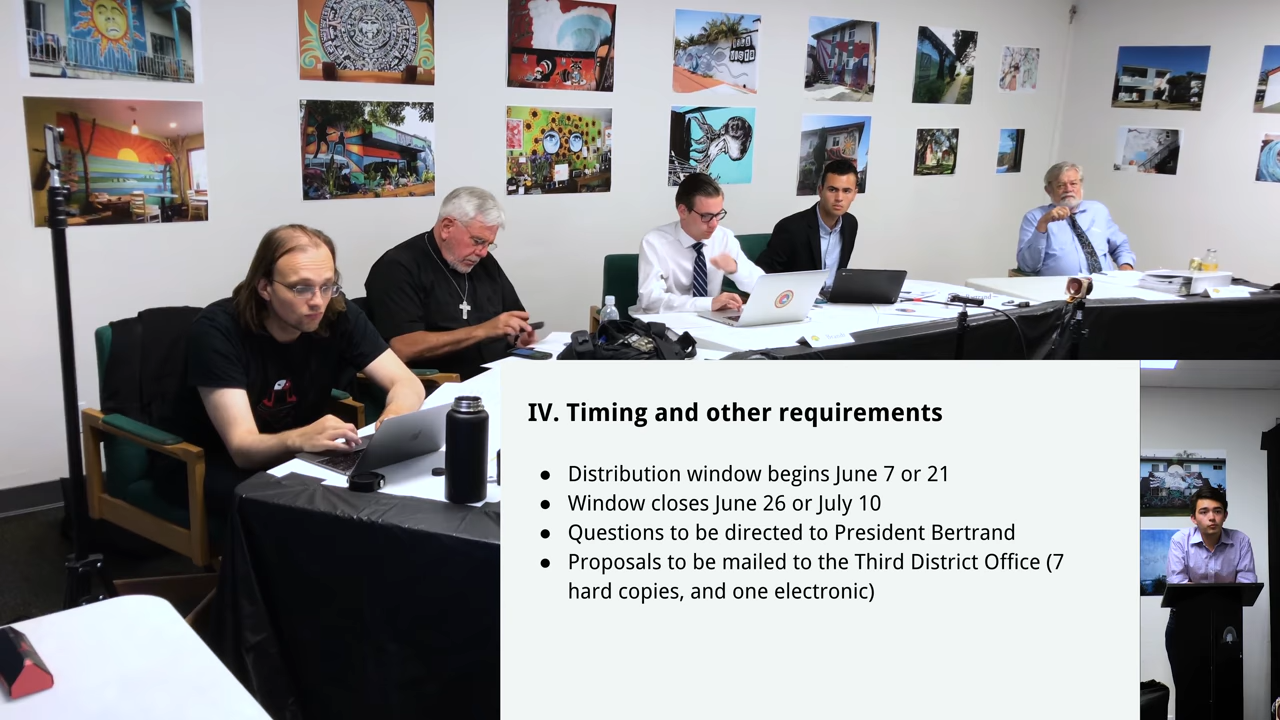 IV. Timing and other requirements
● Distribution window begins June 7 or 21
● Window closes June 26 or July 10
● Questions to be directed to President Bertrand
● Proposals to be mailed to the Third District Office (7
hard copies, and one electronic)